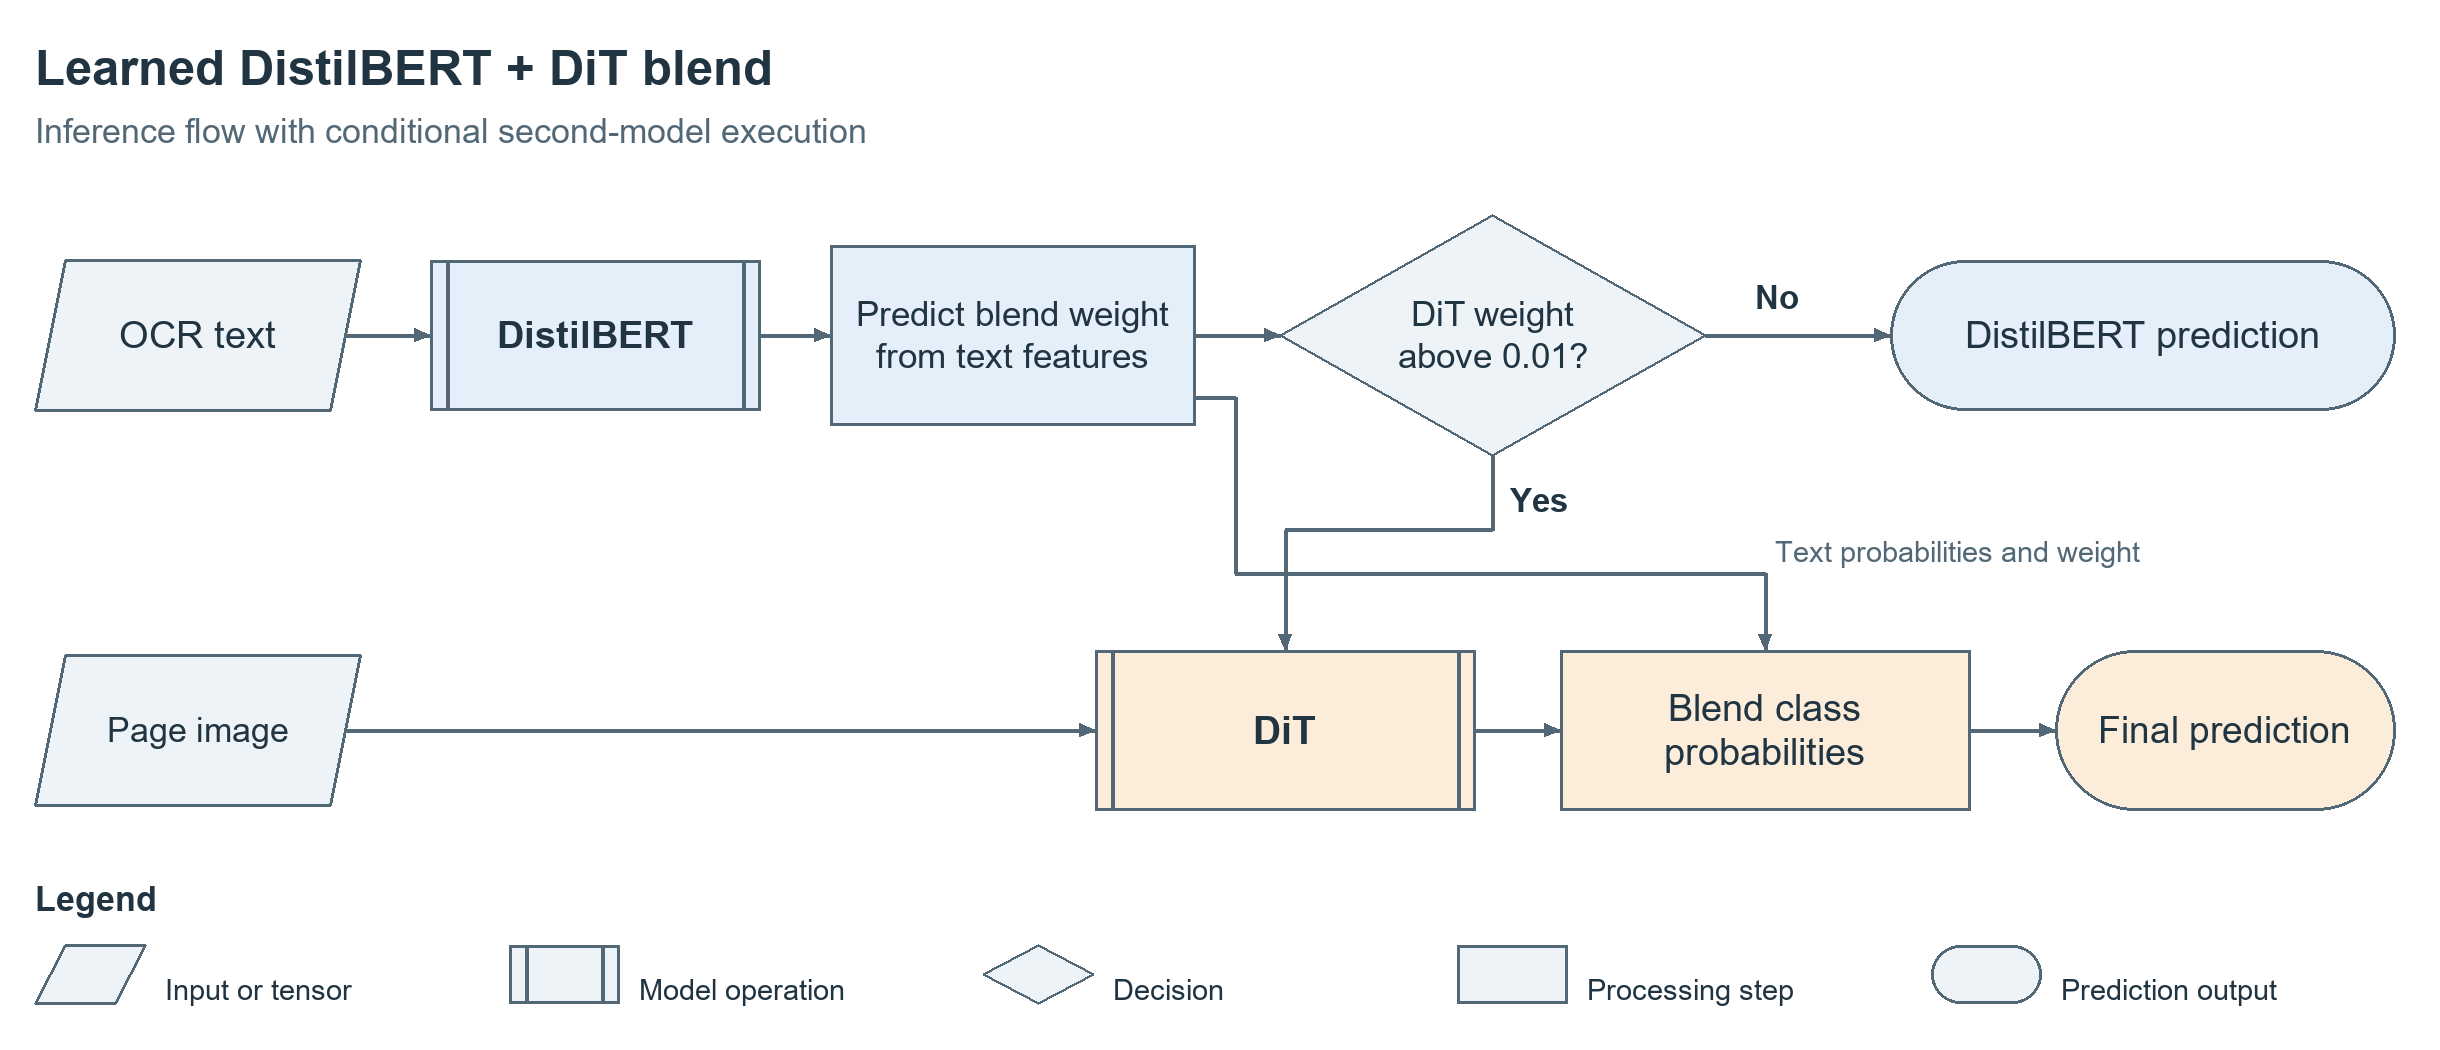 Learned DistilBERT + DiT blend
Inference flow with conditional second-model execution
OCR text
DistilBERT
Predict blend weight
from text features
DiT weight
above 0.01?
No
DistilBERT prediction
Yes
Text probabilities and weight
Page image
DiT
Blend class
probabilities
Final prediction
Legend
Input or tensor
Model operation
Decision
Processing step
Prediction output